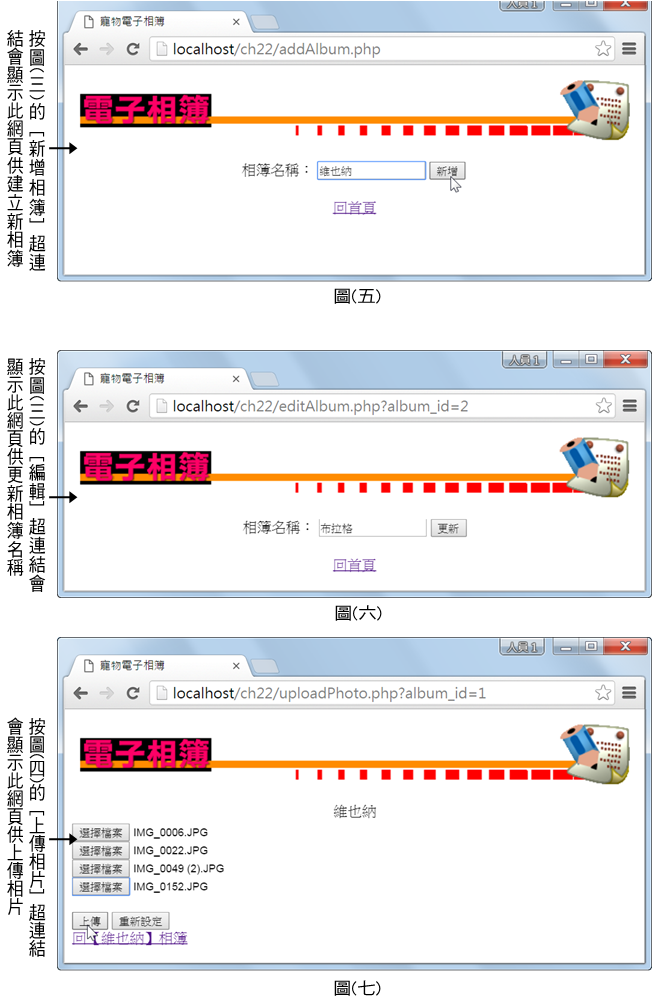 按圖(三)的[新增相簿]超連
結會顯示此網頁供建立新相簿
人員 1
寵物電子相簿
localhost/ch22/addAlbum.php
電子相簿
相簿名稱： 維也納 新增
回首頁
圖(五)
按圖(三)的[編輯]超連結會
顯示此網頁供更新相簿名稱
人員 1
寵物電子相簿
localhost/ch22/editAlbum.php?album_id=2
電子相簿
相簿名稱： 布拉格 更新
回首頁
圖(六)
按圖(四)的[上傳相片]超連結
會顯示此網頁供上傳相片
人員 1
寵物電子相簿
localhost/ch22/uploadPhoto.php?album_id=1
電子相簿
維也納
選擇檔案 IMG_0006.JPG
選擇檔案 IMG_0022.JPG
選擇檔案 IMG_0049 (2).JPG
選擇檔案 IMG_0152.JPG
上傳 重新設定
回【維也納】相簿
圖(七)